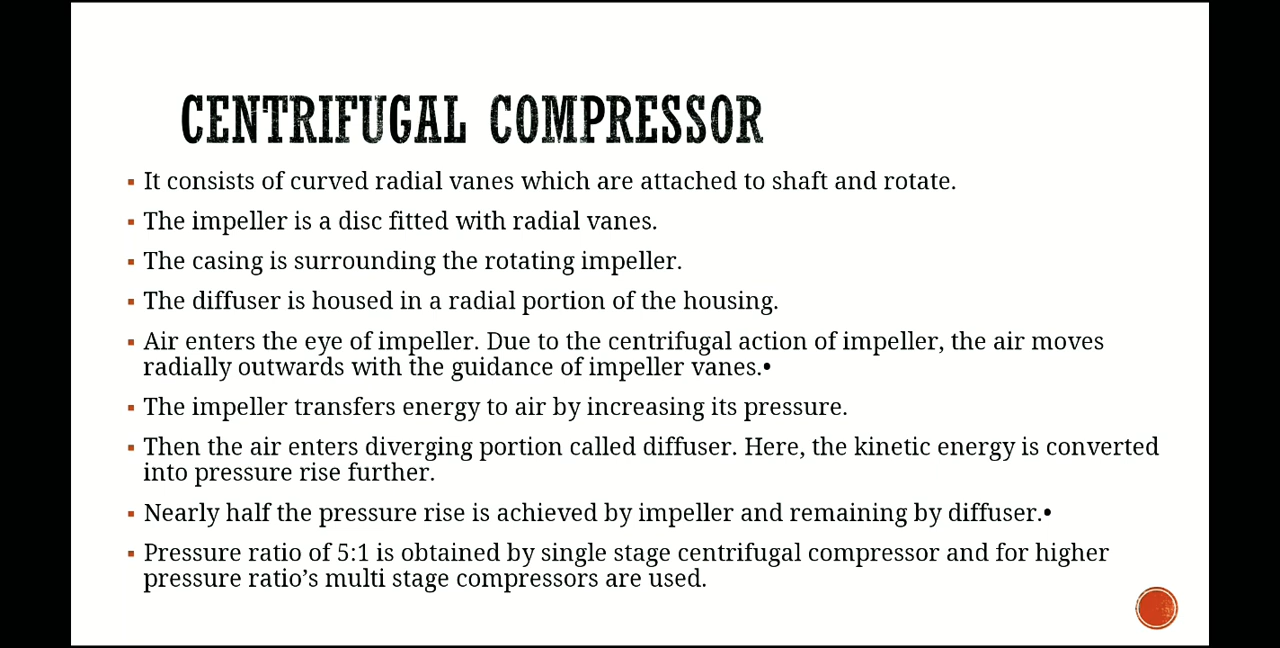 CENTRIFUGAL COMPRESSOR
▪ It consists of curved radial vanes which are attached to shaft and rotate.
▪ The impeller is a disc fitted with radial vanes.
▪ The casing is surrounding the rotating impeller.
▪ The diffuser is housed in a radial portion of the housing.
▪ Air enters the eye of impeller. Due to the centrifugal action of impeller, the air moves
radially outwards with the guidance of impeller vanes.•
▪ The impeller transfers energy to air by increasing its pressure.
▪ Then the air enters diverging portion called diffuser. Here, the kinetic energy is converted
into pressure rise further.
▪ Nearly half the pressure rise is achieved by impeller and remaining by diffuser.•
▪ Pressure ratio of 5:1 is obtained by single stage centrifugal compressor and for higher
pressure ratio’s multi stage compressors are used.